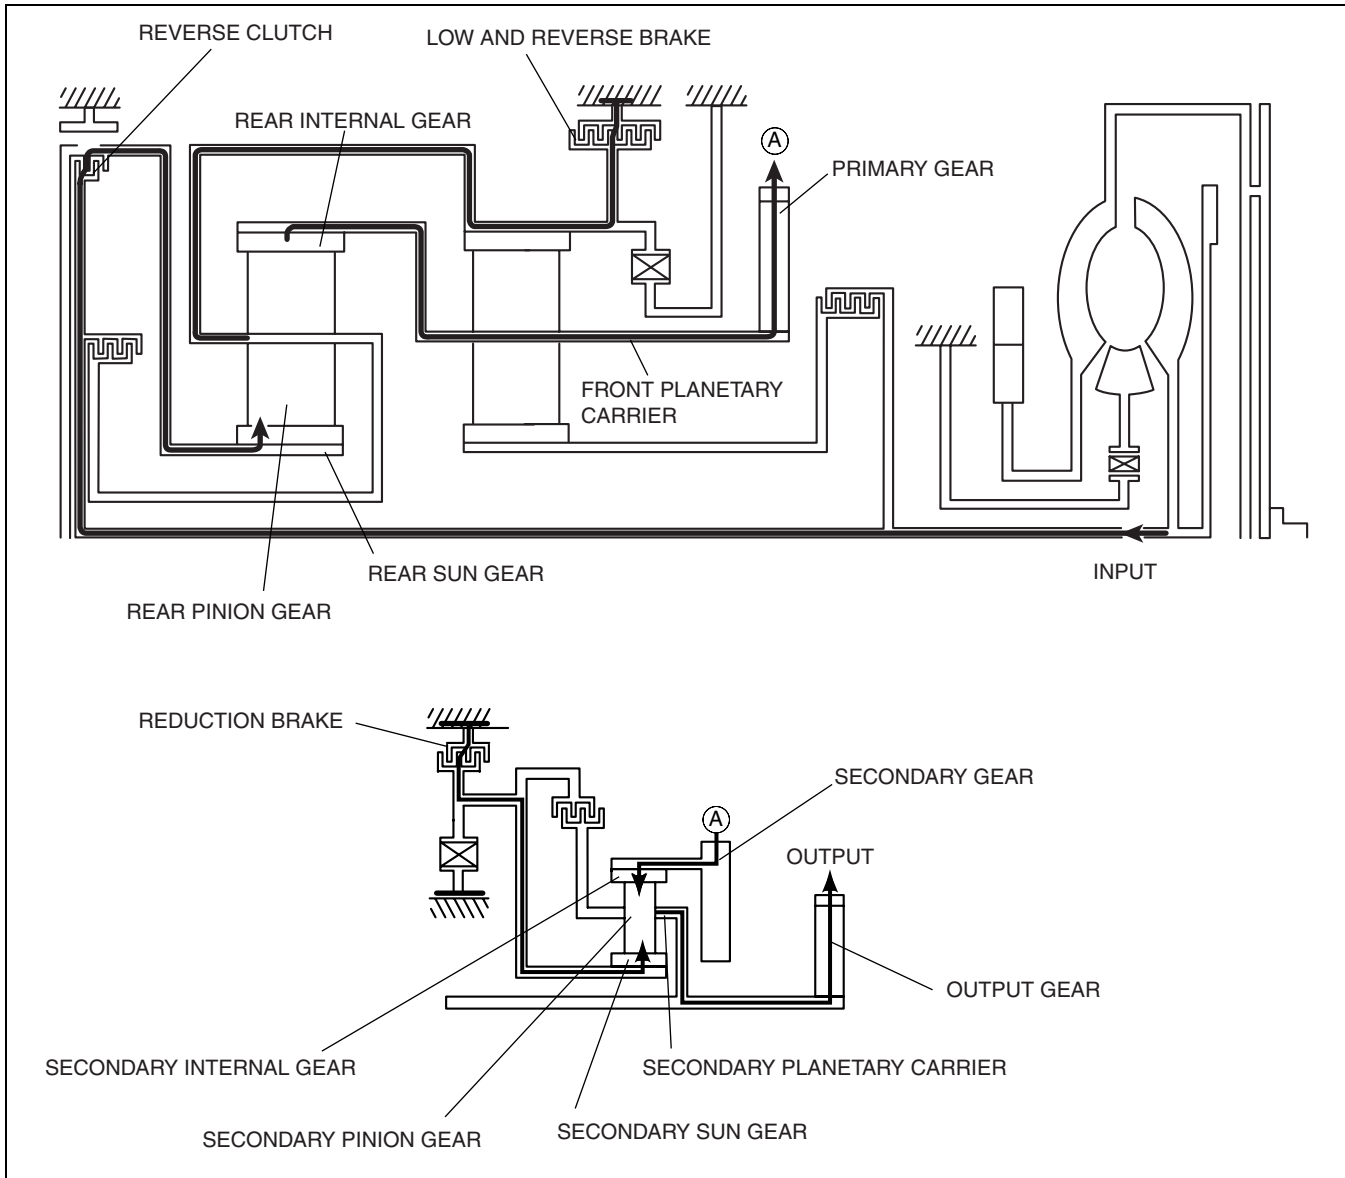 REVERSE CLUTCH
LOW AND REVERSE BRAKE
REAR INTERNAL GEAR
A
PRIMARY GEAR
FRONT PLANETARY
CARRIER
REAR SUN GEAR
INPUT
REAR PINION GEAR
REDUCTION BRAKE
SECONDARY GEAR
A
OUTPUT
OUTPUT GEAR
SECONDARY INTERNAL GEAR
SECONDARY PLANETARY CARRIER
SECONDARY PINION GEAR
SECONDARY SUN GEAR